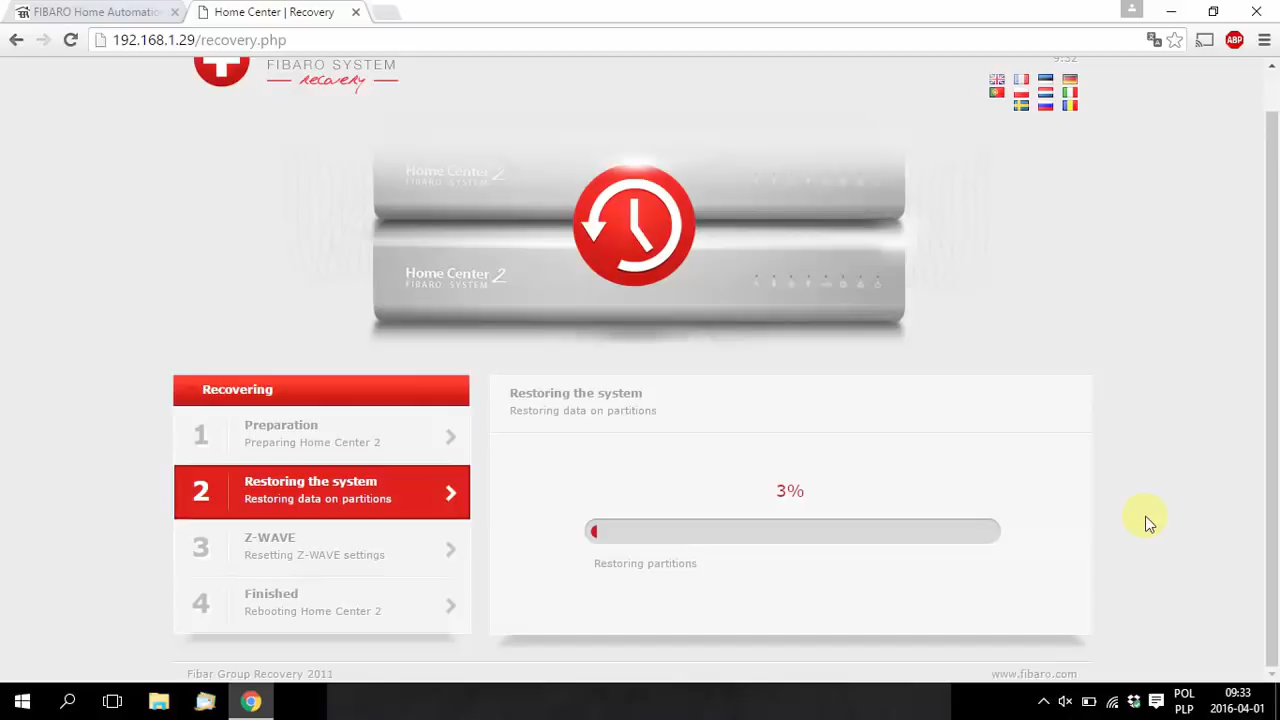 FIBARO Home Automatio
Home Center | Recovery
192.168.1.29/recovery.php
ABP
FIBARO SYSTEM
recovery
9:32
Home Center 2
FIBARO SYSTEM
Home Center 2
FIBARO SYSTEM
Recovering
1
Preparation
Preparing Home Center 2
2
Restoring the system
Restoring data on partitions
3
Z-WAVE
Resetting Z-WAVE settings
4
Finished
Rebooting Home Center 2
Restoring the system
Restoring data on partitions
3%
Restoring partitions
Fibar Group Recovery 2011
www.fibaro.com
POL
PLP
09:33
2016-04-01